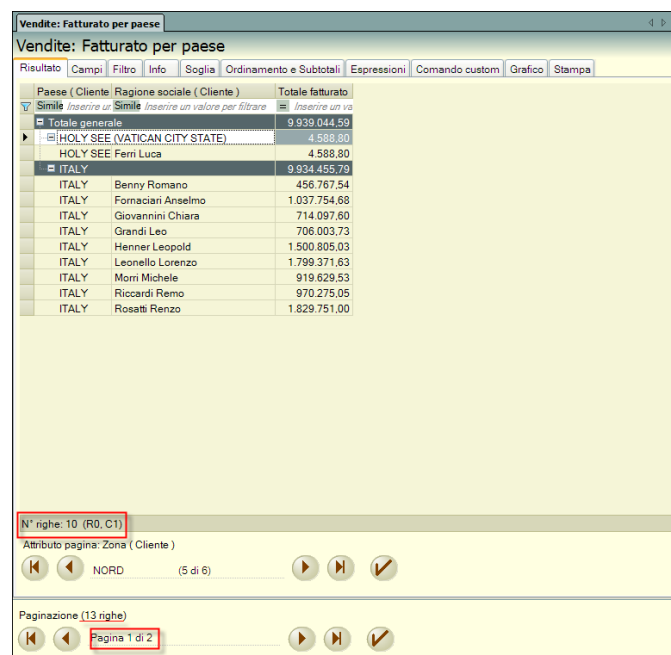 Vendite: Fatturato per paese
Vendite: Fatturato per paese
Risultato Campi Filtro Info Soglia Ordinamento e Subtotali Espressioni Comando custom Grafico Stampa
Paese ( Cliente Ragione sociale ( Cliente ) Totale fatturato
Simile Inserire ur Simile Inserire un valore per filtrare = Inserire un va
Totale generale 9.939.044,59
HOLY SEE (VATICAN CITY STATE) 4.588,80
HOLY SEE Ferri Luca 4.588,80
ITALY 9.934.455,79
ITALY Benny Romano 456.767,54
ITALY Fornaciari Anselmo 1.037.754,68
ITALY Giovannini Chiara 714.097,60
ITALY Grandi Leo 706.003,73
ITALY Henner Leopold 1.500.805,03
ITALY Leonello Lorenzo 1.799.371,63
ITALY Morri Michele 919.629,53
ITALY Riccardi Remo 970.275,05
ITALY Rosatti Renzo 1.829.751,00
N° righe: 10 (R0, C1)
Attributo pagina: Zona ( Cliente )
NORD (5 di 6)
Paginazione (13 righe)
Pagina 1 di 2